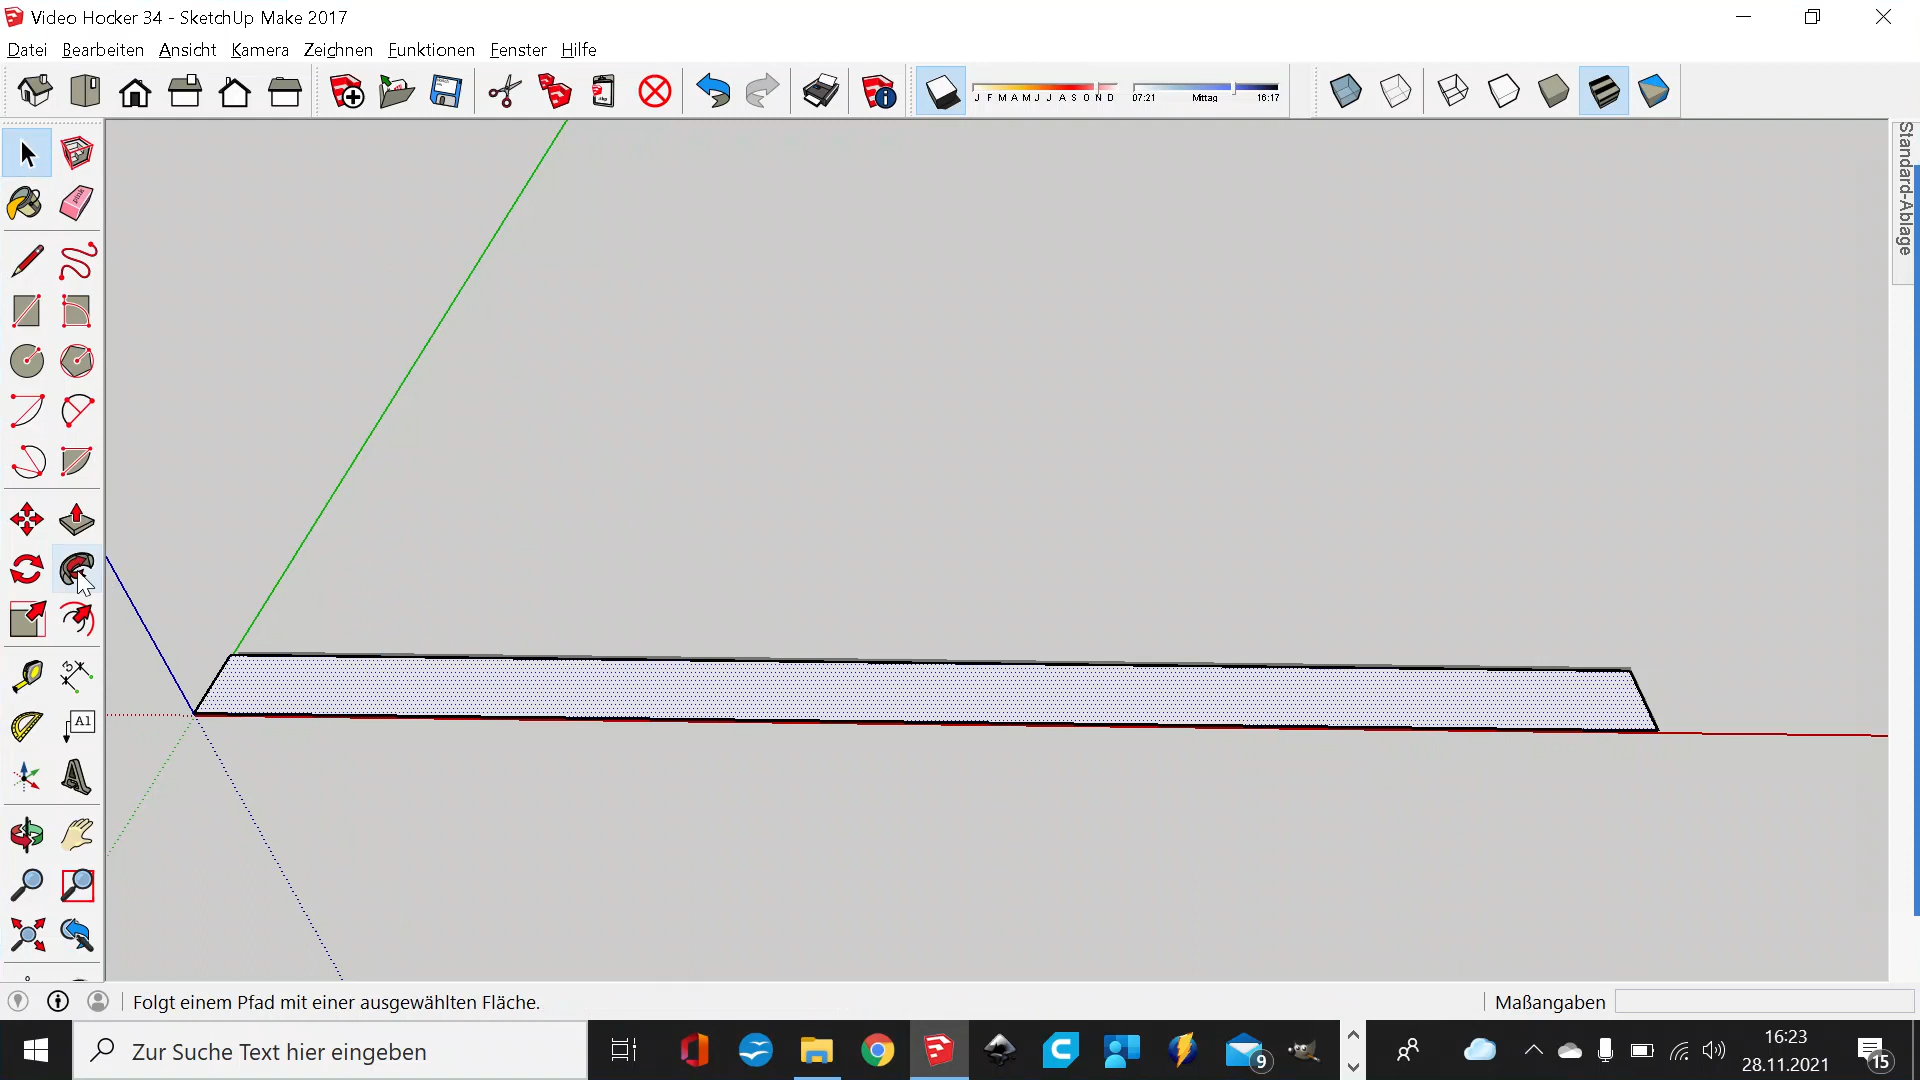 Video Hocker 34 - SketchUp Make 2017
Datei Bearbeiten Ansicht Kamera Zeichnen Funktionen Fenster Hilfe
J F M A M J J A S O N D 07:21 Mittag 16:17
Standard-Ablage
A1
Folgt einem Pfad mit einer ausgewählten Fläche.
Maßangaben
Zur Suche Text hier eingeben
9
16:23
28.11.2021
15